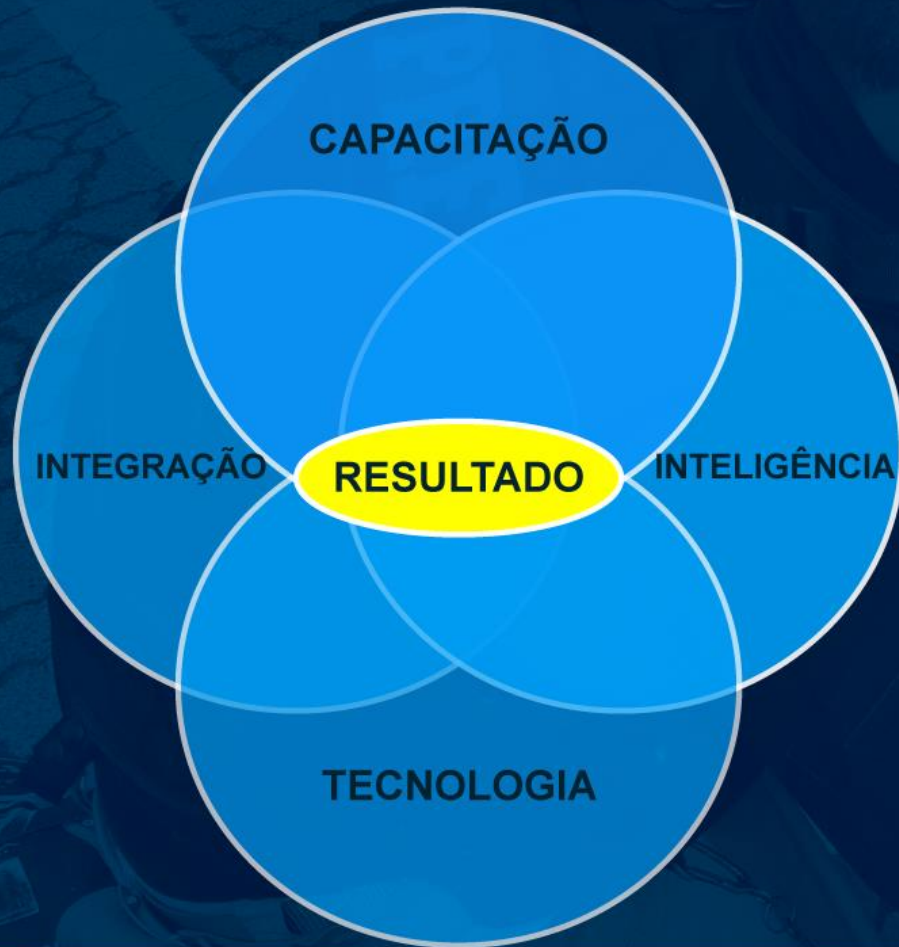 CAPACITAÇÃO
INTEGRAÇÃO
RESULTADO
INTELIGÊNCIA
TECNOLOGIA